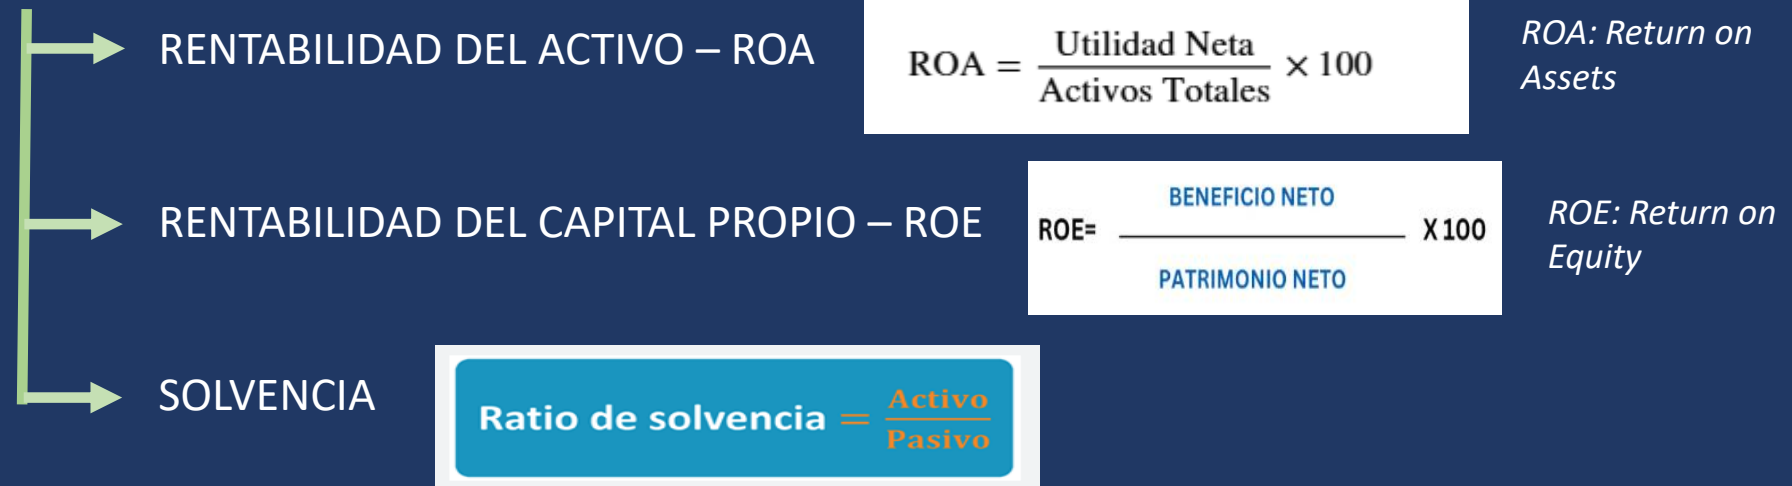 RENTABILIDAD DEL ACTIVO – ROA
ROA = Utilidad Neta
Activos Totales × 100
ROA: Return on
Assets
RENTABILIDAD DEL CAPITAL PROPIO – ROE
BENEFICIO NETO
ROE= X 100
PATRIMONIO NETO
ROE: Return on
Equity
SOLVENCIA
Ratio de solvencia = Activo
Pasivo